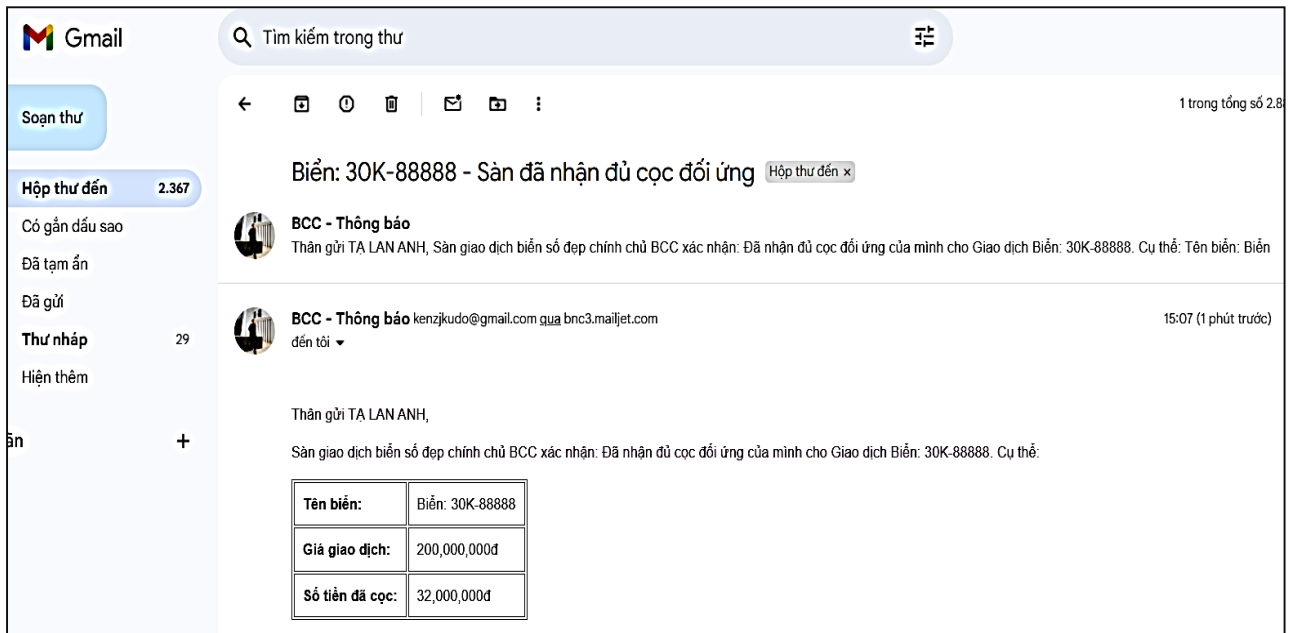 Gmail
Tìm kiếm trong thư
Soạn thư
1 trong tổng số 2.8
Biển: 30K-88888 - Sàn đã nhận đủ cọc đối ứng Hộp thư đến x
Hộp thư đến 2.367
Có gắn dấu sao
Đã tạm ẩn
Đã gửi
Thư nháp 29
Hiện thêm
BCC - Thông báo
Thân gửi TẠ LAN ANH, Sàn giao dịch biển số đẹp chính chủ BCC xác nhận: Đã nhận đủ cọc đối ứng của mình cho Giao dịch Biển: 30K-88888. Cụ thể: Tên biển: Biển
BCC - Thông báo kenzjkudo@gmail.com qua bnc3.mailjet.com 15:07 (1 phút trước)
đến tôi
Thân gửi TẠ LAN ANH,
Sàn giao dịch biển số đẹp chính chủ BCC xác nhận: Đã nhận đủ cọc đối ứng của mình cho Giao dịch Biển: 30K-88888. Cụ thể:
Tên biển: Biển: 30K-88888
Giá giao dịch: 200,000,000đ
Số tiền đã cọc: 32,000,000đ